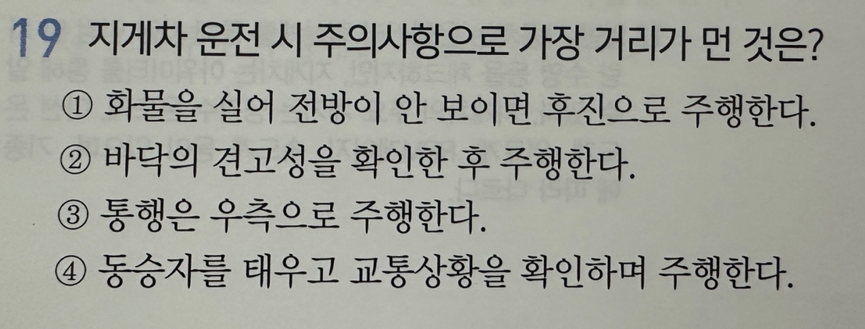 19 지게차 운전 시 주의사항으로 가장 거리가 먼 것은?
① 화물을 실어 전방이 안 보이면 후진으로 주행한다.
② 바닥의 견고성을 확인한 후 주행한다.
③ 통행은 우측으로 주행한다.
④ 동승자를 태우고 교통상황을 확인하며 주행한다.